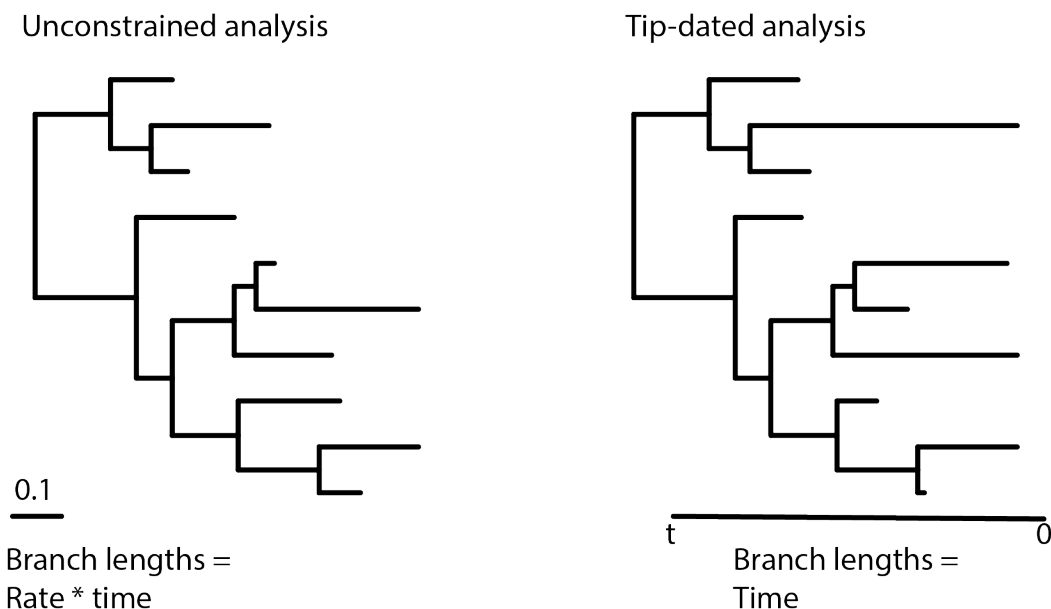 Unconstrained analysis
Tip-dated analysis
0.1
Branch lengths =
Rate * time
t
0
Branch lengths =
Time